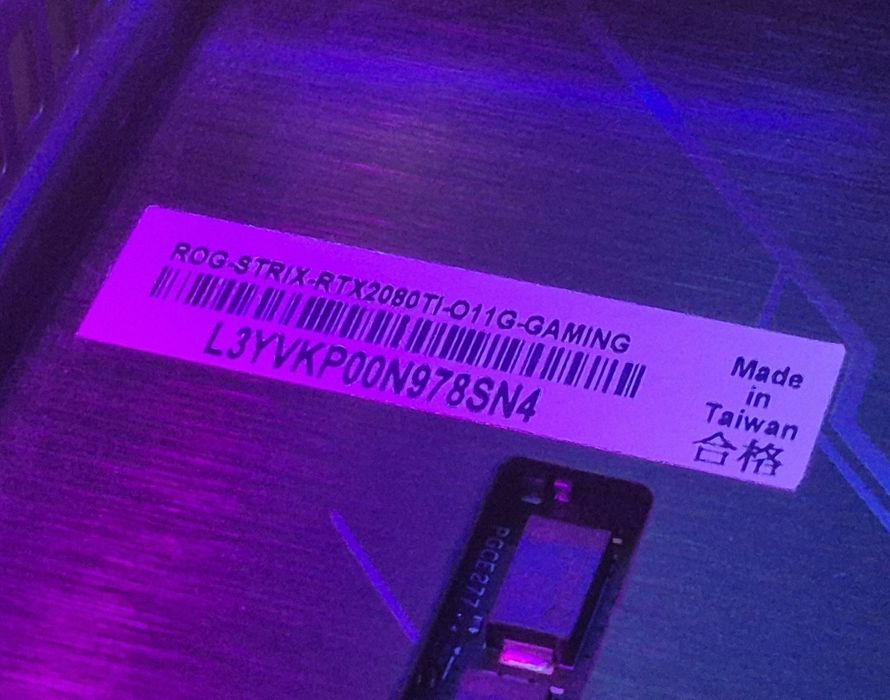 ROG-STRIX-RTX2080TI-O11G-GAMING
L3YVKP00N978SN4
Made
in
Taiwan
合格